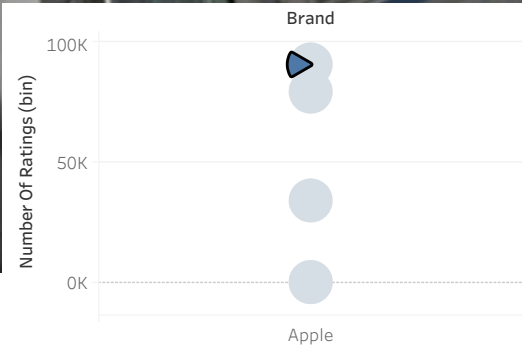 Brand
100K
50K
0K
Number Of Ratings (bin)
Apple